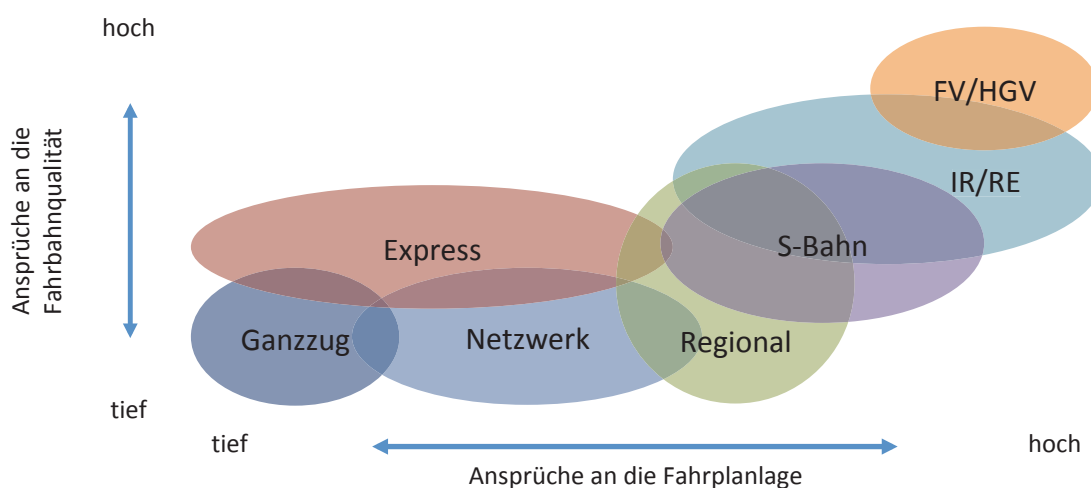 hoch
Ansprüche an die
Fahrbahnqualität
FV/HGV
IR/RE
S-Bahn
Express
Ganzzug
Netzwerk
Regional
tief
tief
hoch
Ansprüche an die Fahrplanlage